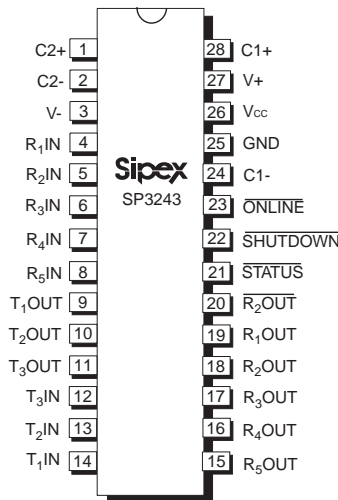 C2+ 1 28 C1+
C2- 2 27 V+
V- 3 26 VCC
R1IN 4 25 GND
R2IN 5 Sipex 24 C1-
R3IN 6 SP3243 23 ONLINE
R4IN 7 22 SHUTDOWN
R5IN 8 21 STATUS
T1OUT 9 20 R2OUT
T2OUT 10 19 R1OUT
T3OUT 11 18 R2OUT
T3IN 12 17 R3OUT
T2IN 13 16 R4OUT
T1IN 14 15 R5OUT